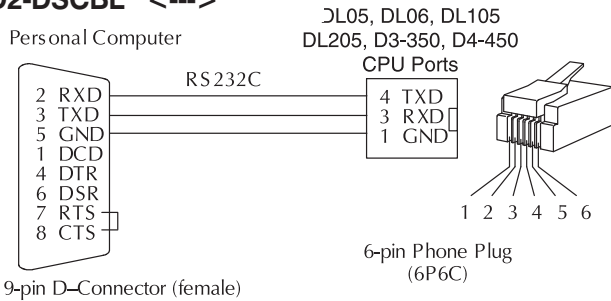 D2-DSCBL <--->
DL05, DL06, DL105
DL205, D3-350, D4-450
CPU Ports
Personal Computer
RS232C
2 RXD
3 TXD
5 GND
1 DCD
4 DTR
6 DSR
7 RTS
8 CTS
4 TXD
3 RXD
1 GND
1 2 3 4 5 6
6-pin Phone Plug
(6P6C)
9-pin D–Connector (female)